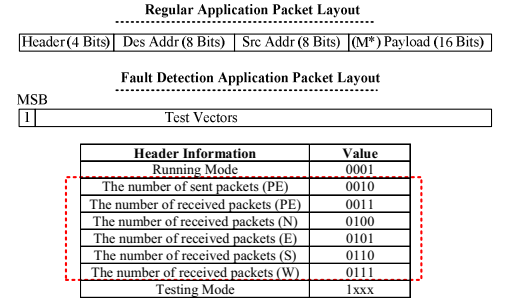 Regular Application Packet Layout
Header (4 Bits) Des Addr (8 Bits) Src Addr (8 Bits) (M*) Payload (16 Bits)
Fault Detection Application Packet Layout
MSB
1 Test Vectors
Header Information Value
Running Mode 0001
The number of sent packets (PE) 0010
The number of received packets (PE) 0011
The number of received packets (N) 0100
The number of received packets (E) 0101
The number of received packets (S) 0110
The number of received packets (W) 0111
Testing Mode 1xxx